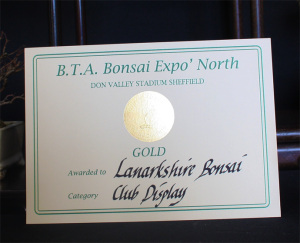 B.T.A. Bonsai Expo' North
DON VALLEY STADIUM SHEFFIELD
GOLD
Awarded to Lanarkshire Bonsai
Category Club Display